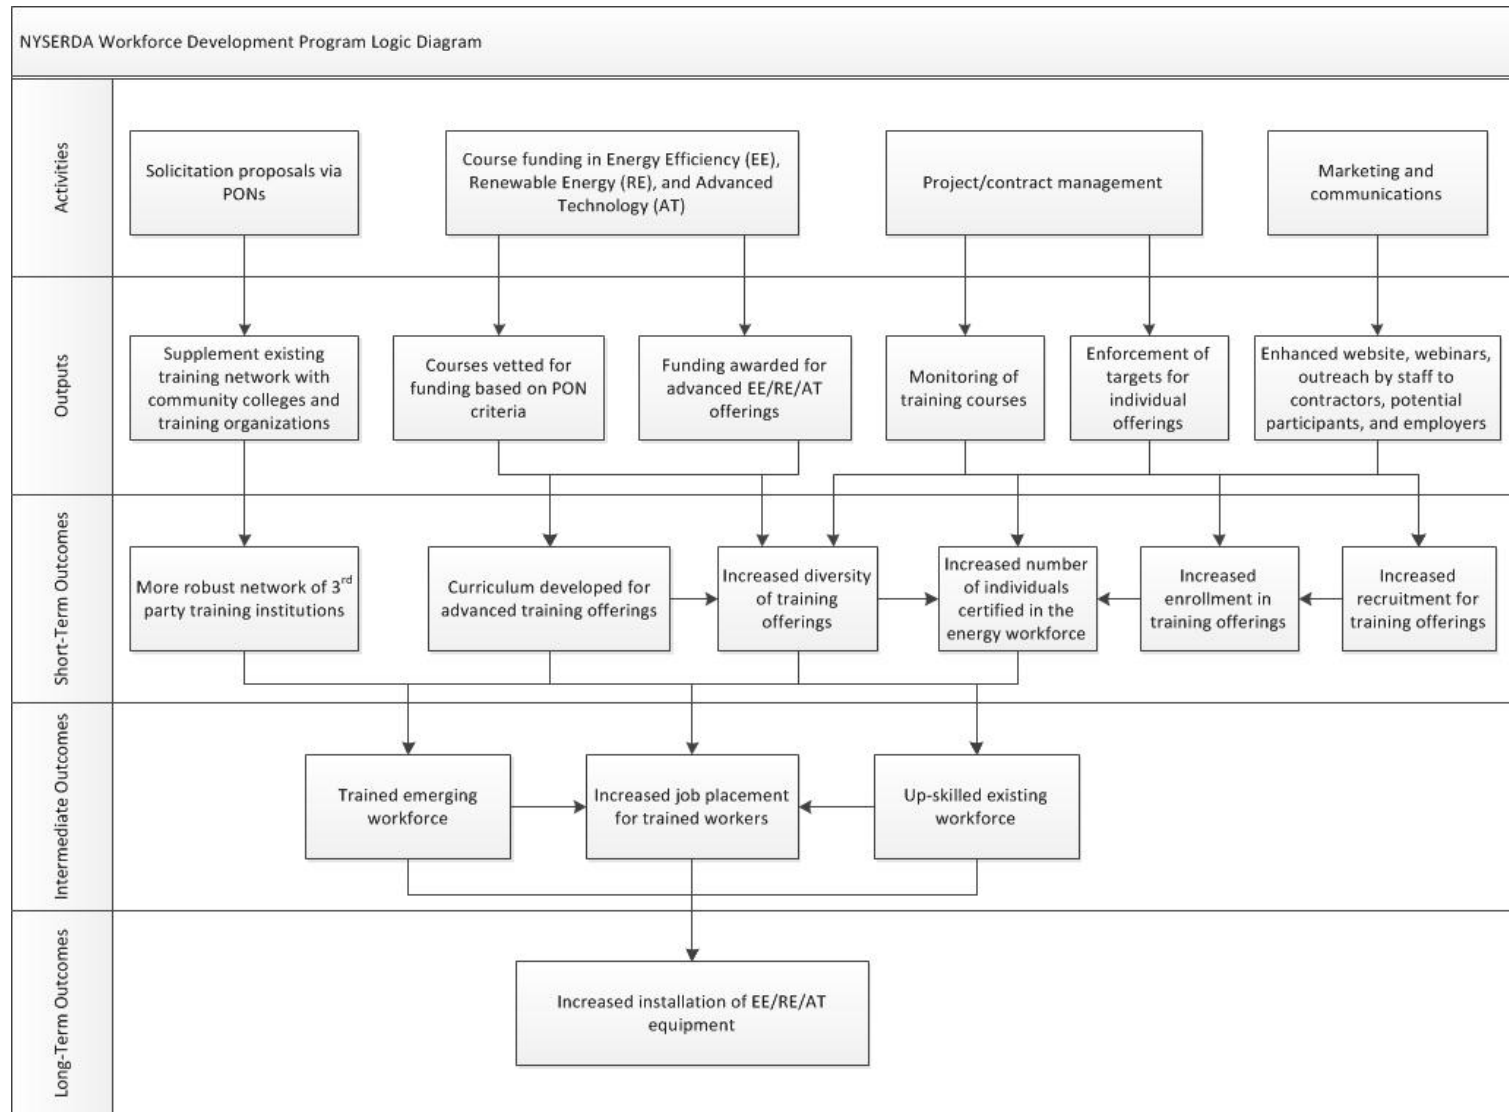 NYSERDA Workforce Development Program Logic Diagram
Activities
Solicitation proposals via
PONs
Course funding in Energy Efficiency (EE),
Renewable Energy (RE), and Advanced
Technology (AT)
Project/contract management
Marketing and
communications
Outputs
Supplement existing
training network with
community colleges and
training organizations
Courses vetted for
funding based on PON
criteria
Funding awarded for
advanced EE/RE/AT
offerings
Monitoring of
training courses
Enforcement of
targets for
individual
offerings
Enhanced website, webinars,
outreach by staff to
contractors, potential
participants, and employers
Short-Term Outcomes
More robust network of 3rd
party training institutions
Curriculum developed for
advanced training offerings
Increased diversity
of training
offerings
Increased number
of individuals
certified in the
energy workforce
Increased
enrollment in
training offerings
Increased
recruitment for
training offerings
Intermediate Outcomes
Trained emerging
workforce
Increased job placement
for trained workers
Up-skilled existing
workforce
Long-Term Outcomes
Increased installation of EE/RE/AT
equipment